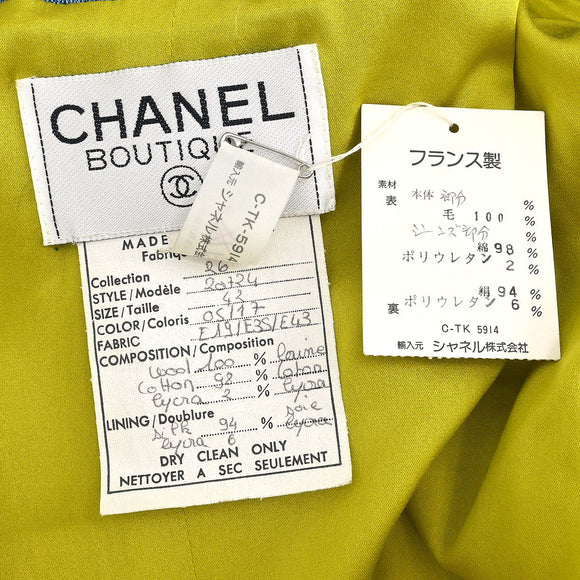 CHANEL
BOUTIQUE
輸入元 シャネル株式会社
C-TK-5914
MADE
Fabriqu
Collection 26
STYLE/Modèle 20734
SIZE/Taille 43
COLOR/Coloris 05/17
FABRIC E19/E35/E43
COMPOSITION/Composition
wool 100 % laine
cotton 98 % coton
lycra 2 % lycra
LINING/Doublure
silk 94 % soie
lycra 6 lycra
DRY CLEAN ONLY
NETTOYER A SEC SEULEMENT
フランス製
素材
表 本体部分 %
毛 100 %
ジーンズ部分 %
綿 98 %
ポリウレタン 2 %
絹 94 %
裏 ポリウレタン 6 %
C-TK 5914
輸入元 シャネル株式会社